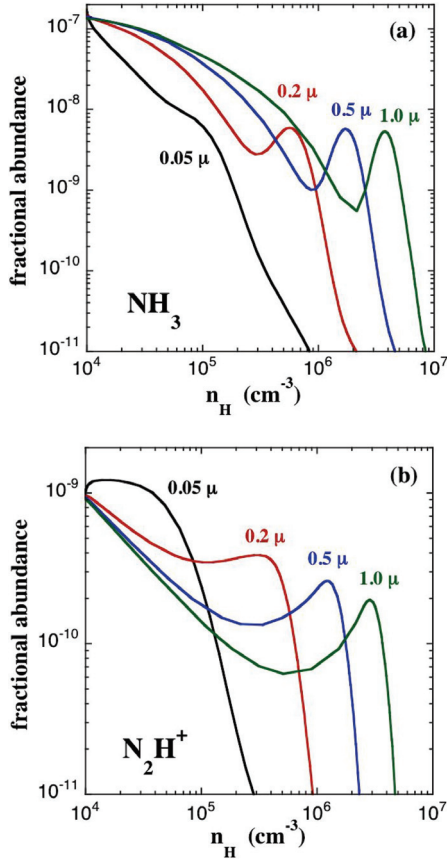 (a)
fractional abundance
10⁻⁷
10⁻⁸
10⁻⁹
10⁻¹⁰
10⁻¹¹
0.2 μ
0.5 μ
1.0 μ
0.05 μ
NH₃
10⁴ 10⁵ 10⁶ 10⁷
n_H (cm⁻³)
(b)
fractional abundance
10⁻⁹
10⁻¹⁰
10⁻¹¹
0.05 μ
0.2 μ
0.5 μ
1.0 μ
N₂H⁺
10⁴ 10⁵ 10⁶ 10⁷
n_H (cm⁻³)